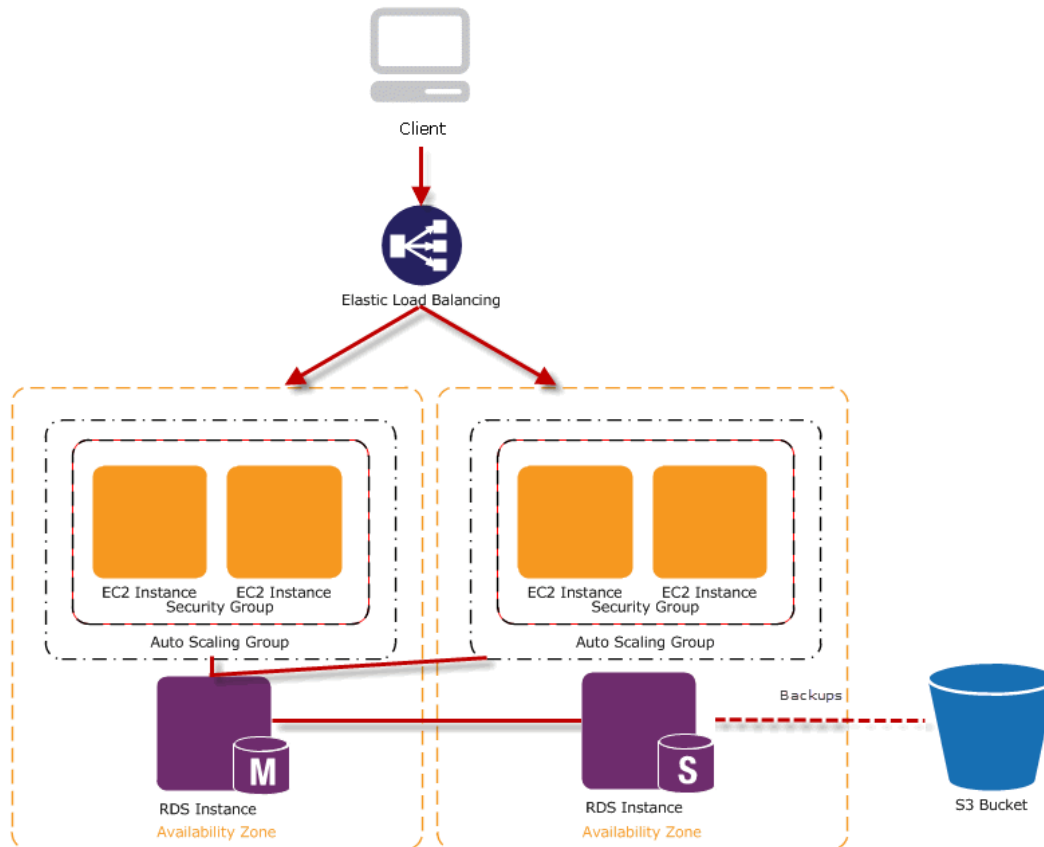 Client
Elastic Load Balancing
EC2 Instance EC2 Instance
Security Group
Auto Scaling Group
EC2 Instance EC2 Instance
Security Group
Auto Scaling Group
M
RDS Instance
Availability Zone
S
RDS Instance
Availability Zone
Backups
S3 Bucket